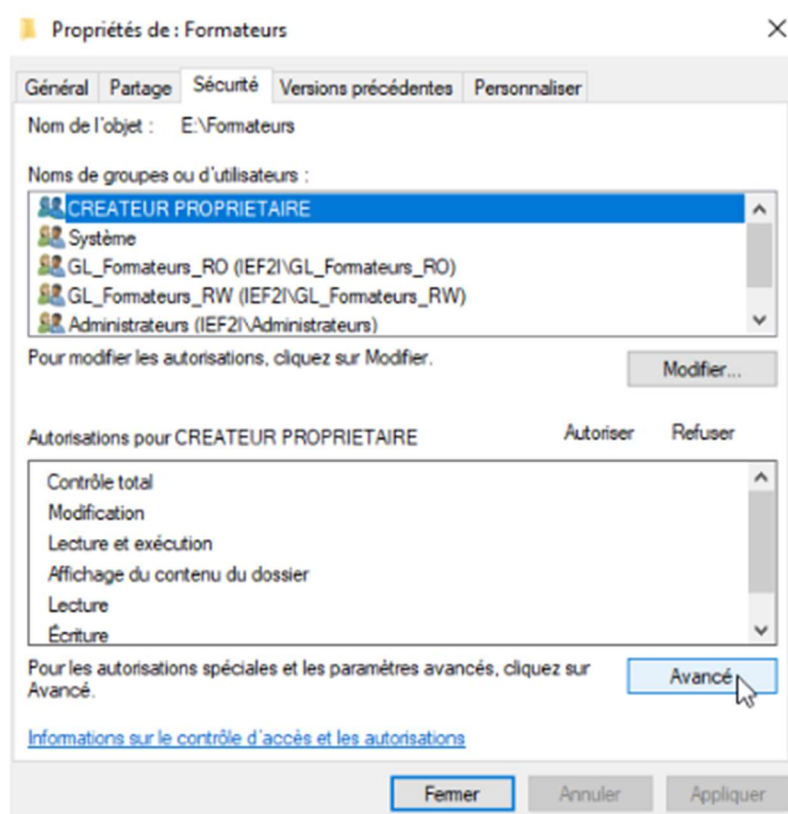 Propriétés de : Formateurs
Général Partage Sécurité Versions précédentes Personnaliser
Nom de l'objet : E:\Formateurs
Noms de groupes ou d'utilisateurs :
CREATEUR PROPRIETAIRE
Système
GL_Formateurs_RO (IEF2I\GL_Formateurs_RO)
GL_Formateurs_RW (IEF2I\GL_Formateurs_RW)
Administrateurs (IEF2I\Administrateurs)
Pour modifier les autorisations, cliquez sur Modifier.
Modifier...
Autorisations pour CREATEUR PROPRIETAIRE Autoriser Refuser
Contrôle total
Modification
Lecture et exécution
Affichage du contenu du dossier
Lecture
Écriture
Pour les autorisations spéciales et les paramètres avancés, cliquez sur
Avancé.
Avancé
Informations sur le contrôle d'accès et les autorisations
Fermer Annuler Appliquer